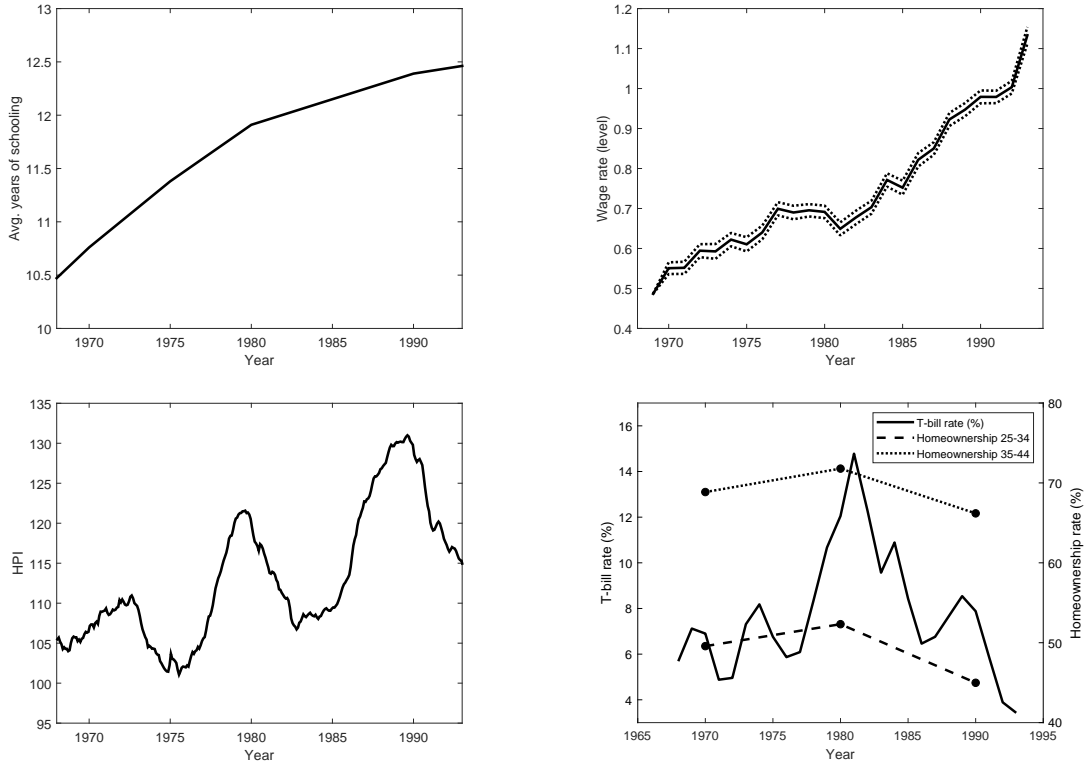 13
12.5
12
11.5
11
10.5
10
Avg. years of schooling
1970 1975 1980 1985 1990
Year
1.2
1.1
1
0.9
0.8
0.7
0.6
0.5
0.4
Wage rate (level)
1970 1975 1980 1985 1990
Year
135
130
125
120
115
110
105
100
95
HPI
1970 1975 1980 1985 1990
Year
16
14
12
10
8
6
4
T-bill rate (%)
T-bill rate (%)
Homeownership 25-34
Homeownership 35-44
80
70
60
50
40
Homeownership rate (%)
1965 1970 1975 1980 1985 1990 1995
Year